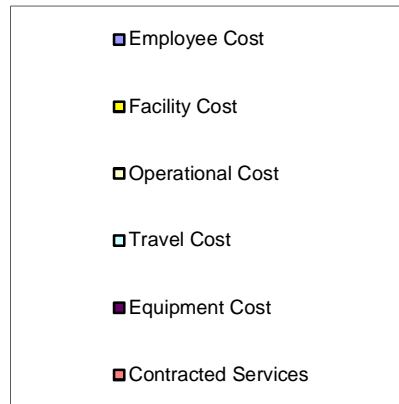 Employee Cost
Facility Cost
Operational Cost
Travel Cost
Equipment Cost
Contracted Services